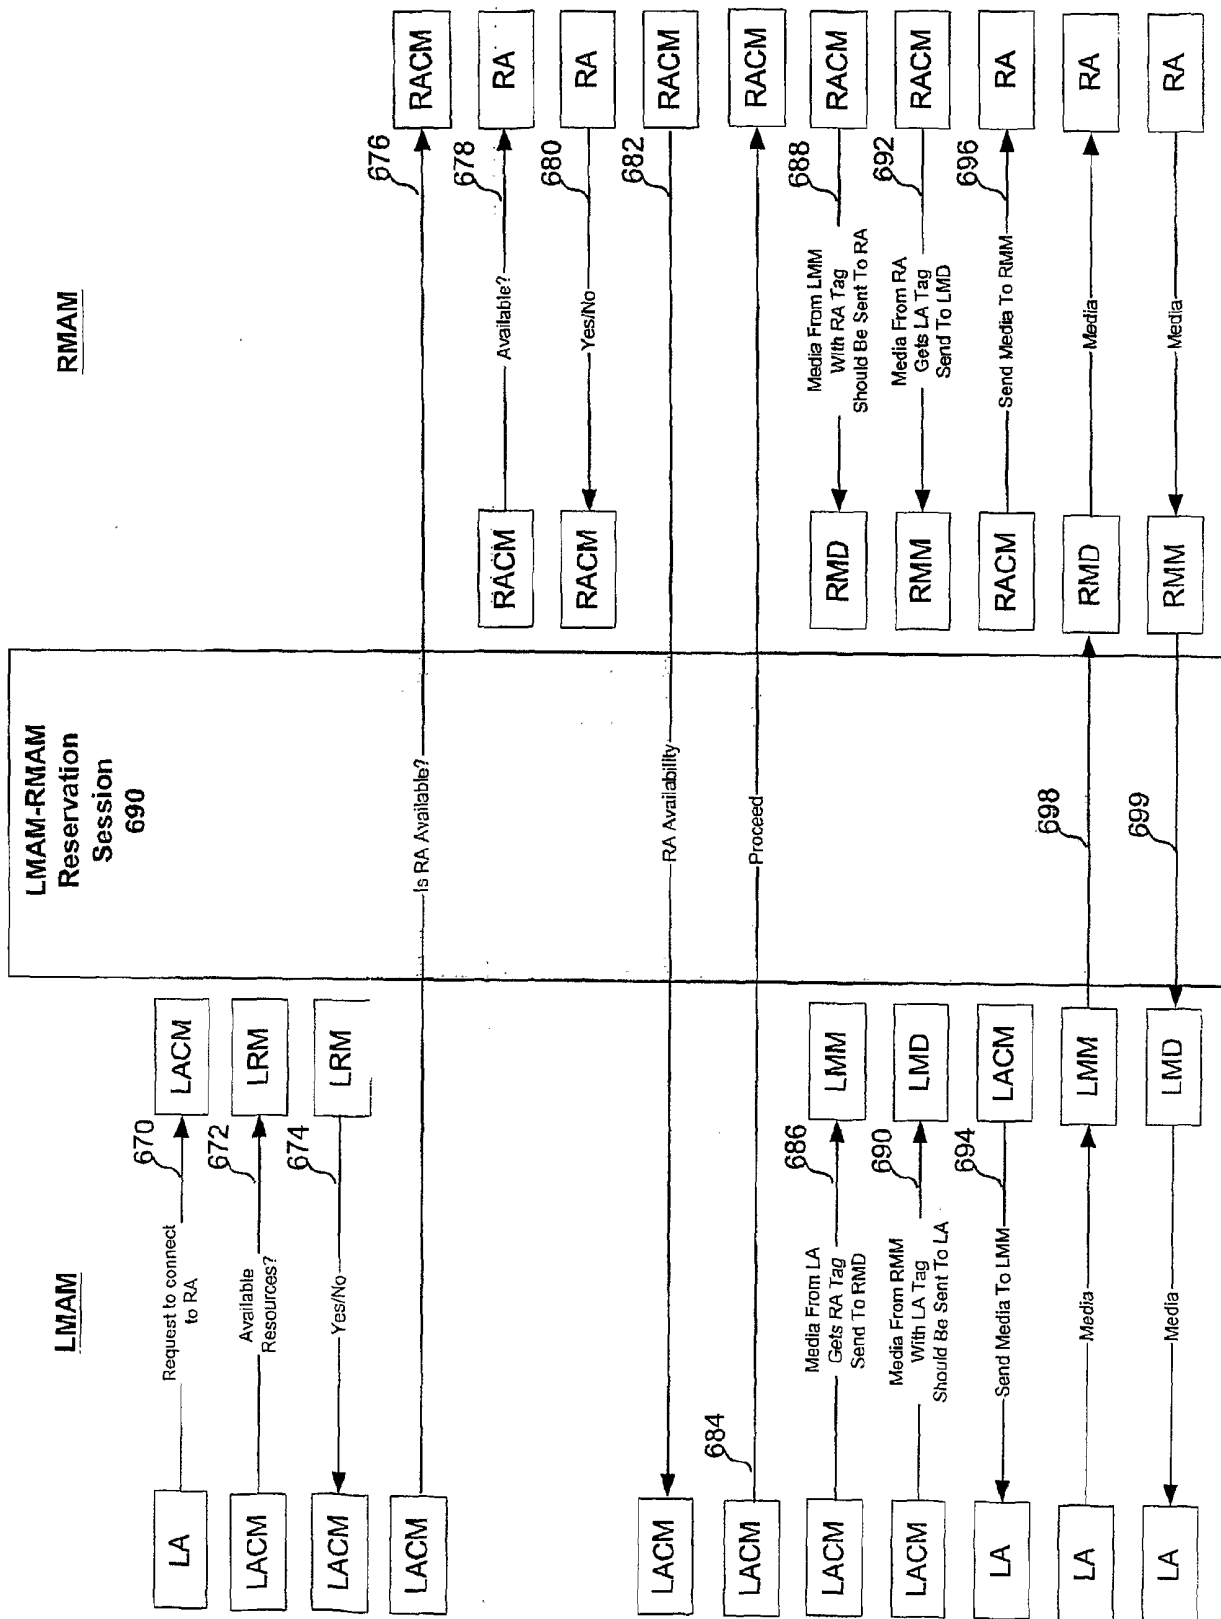 LMAM
LMAM-RMAM
Reservation
Session
690
RMAM
LA
Request to connect
to RA
670
LACM
LACM
Available
Resources?
672
LRM
LACM
Yes/No
674
LRM
LACM
Is RA Available?
676
RACM
RACM
Available?
678
RA
RACM
Yes/No
680
RA
LACM
RA Availability
682
RACM
LACM
684
Proceed
RACM
LACM
Media From LA
Gets RA Tag
Send To RMD
686
LMM
RMD
Media From LMM
With RA Tag
Should Be Sent To RA
688
RACM
LACM
Media From RMM
With LA Tag
Should Be Sent To LA
690
LMD
RMM
Media From RA
Gets LA Tag
Send To LMD
692
RACM
LA
Send Media To LMM
694
LACM
RACM
Send Media To RMM
696
RA
LA
Media
LMM
698
RMD
Media
RA
LA
Media
LMD
699
RMM
Media
RA